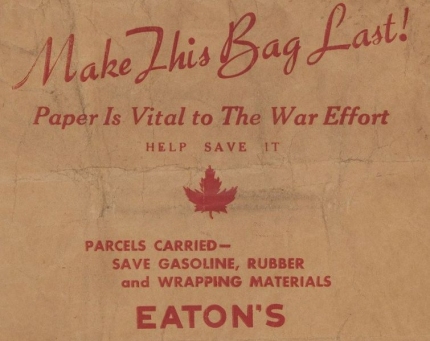 Make This Bag Last!
Paper Is Vital to The War Effort
HELP SAVE IT
PARCELS CARRIED—
SAVE GASOLINE, RUBBER
and WRAPPING MATERIALS
EATON'S